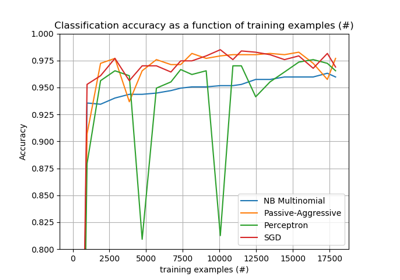 Classification accuracy as a function of training examples (#)
1.000
0.975
0.950
0.925
0.900
0.875
0.850
0.825
0.800
Accuracy
NB Multinomial
Passive-Aggressive
Perceptron
SGD
0 2500 5000 7500 10000 12500 15000 17500
training examples (#)